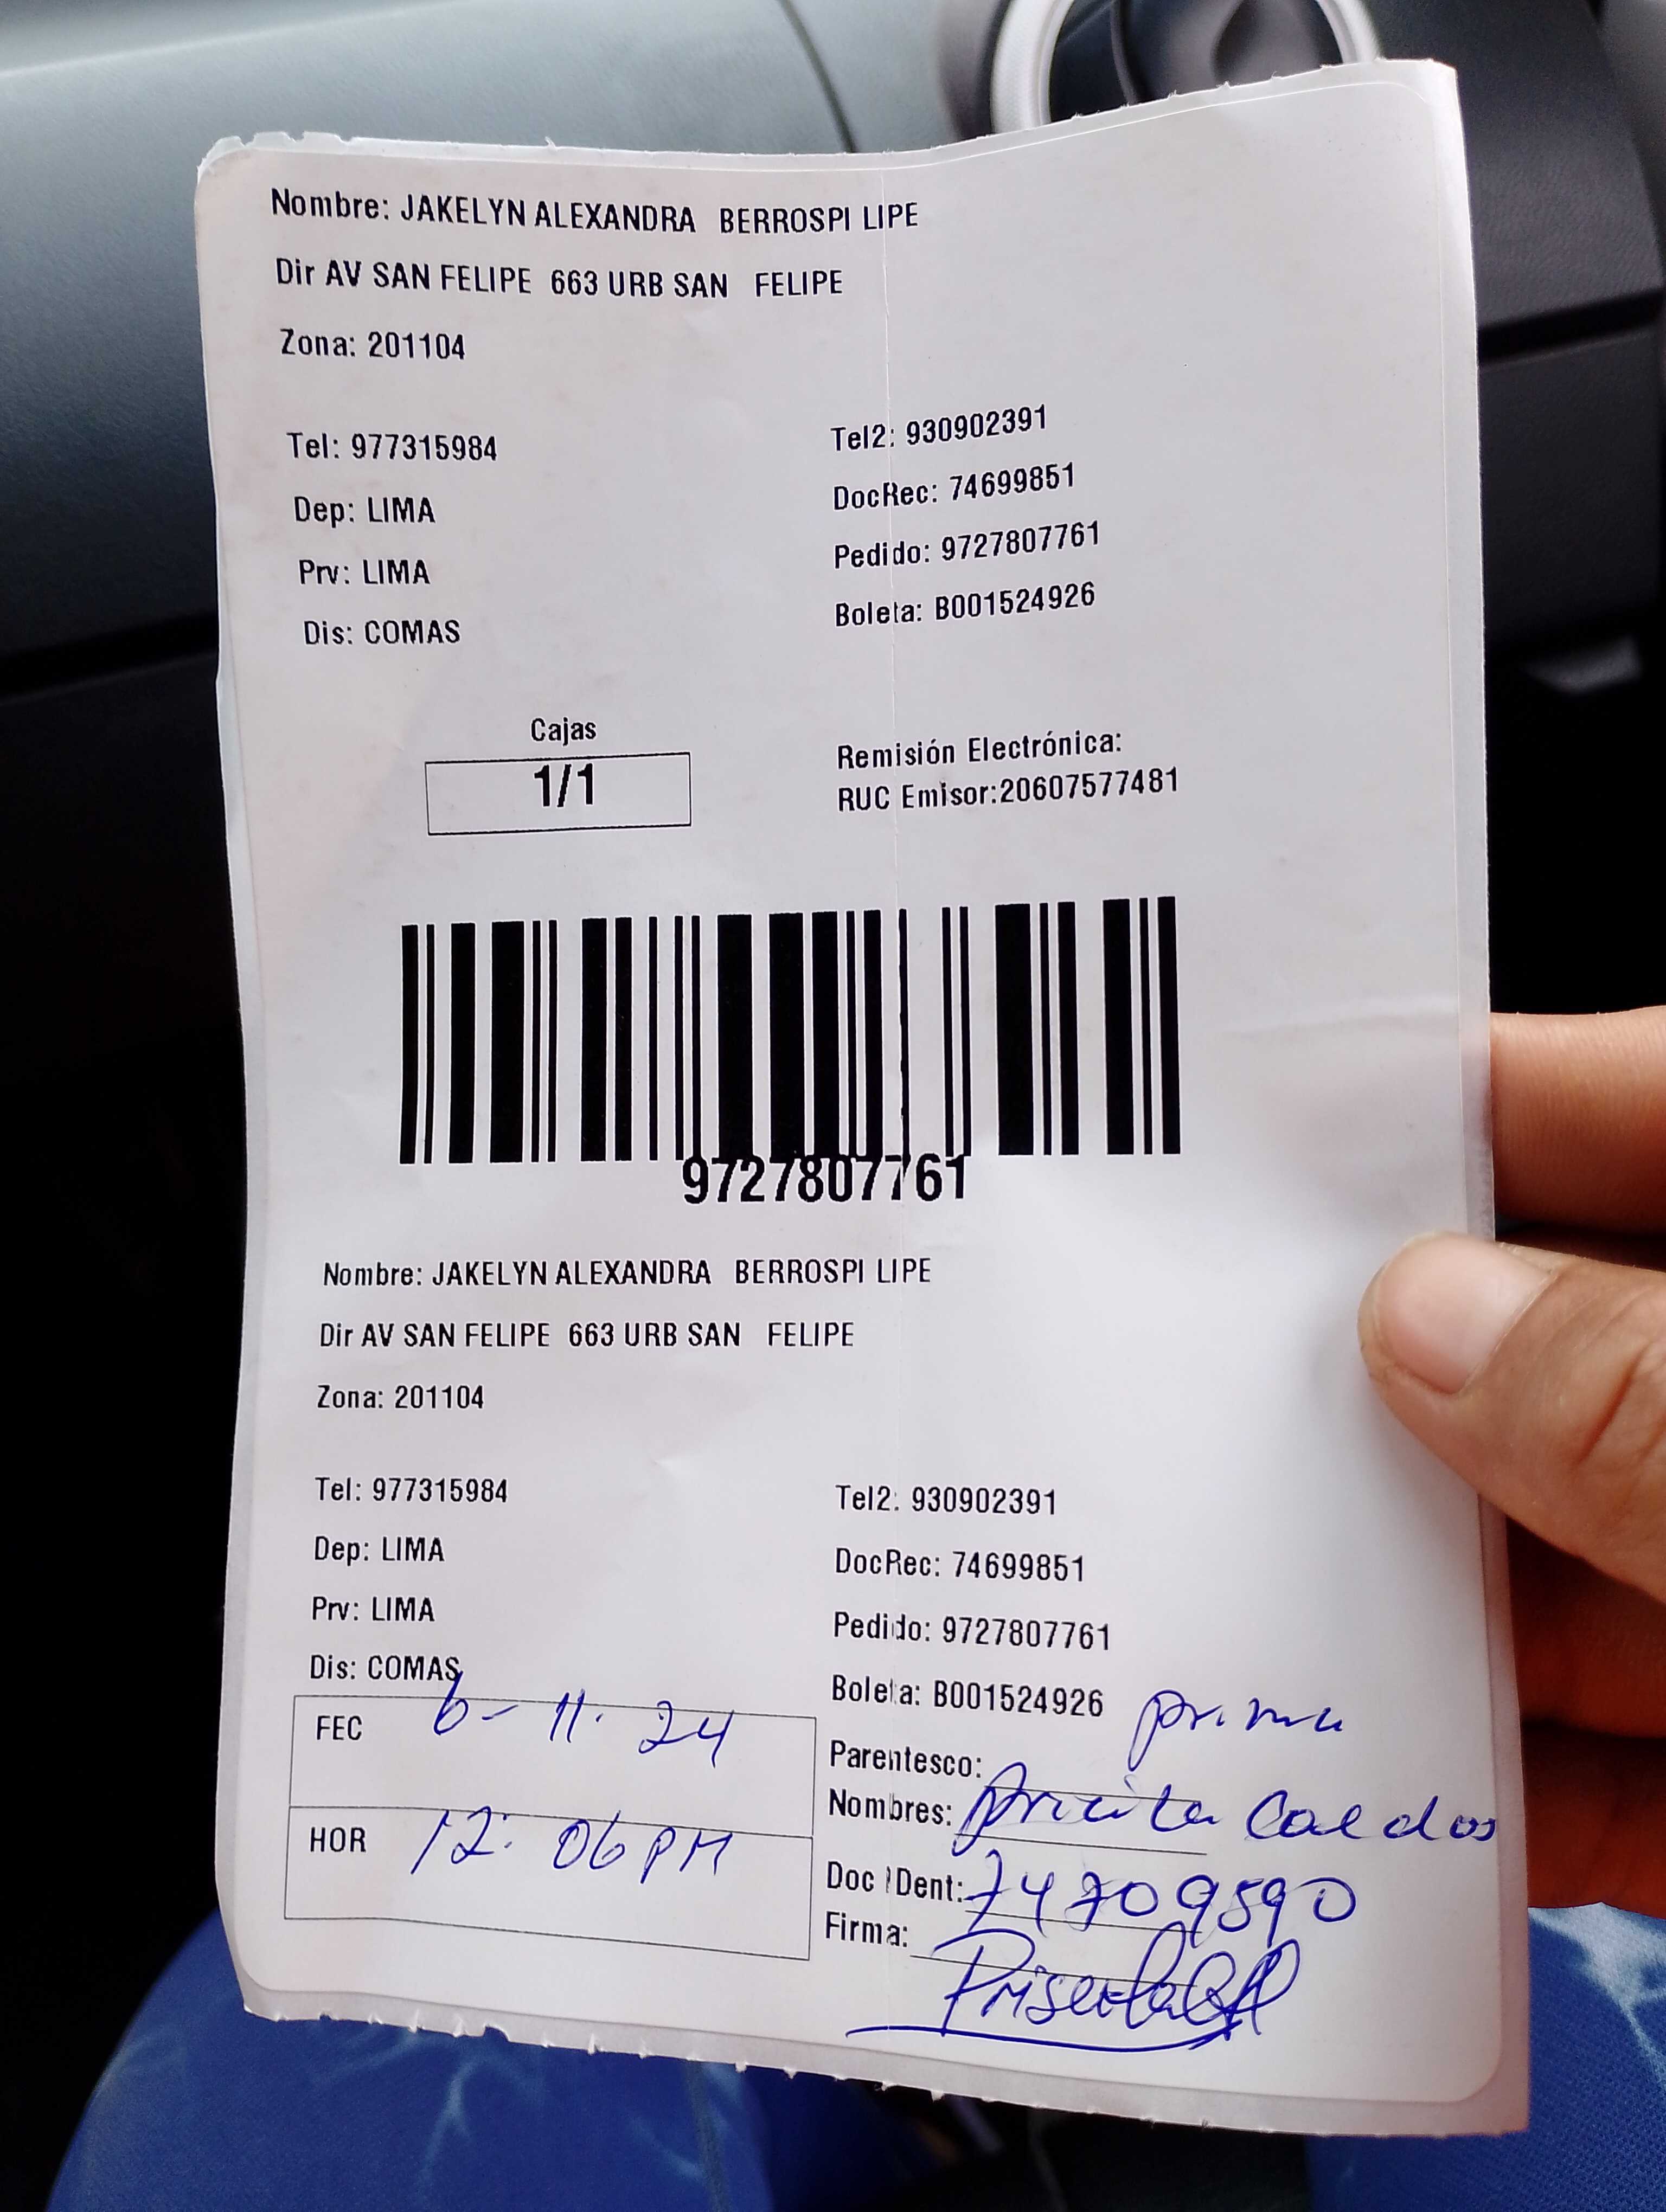 Nombre: JAKELYN ALEXANDRA BERROSPI LIPE
Dir AV SAN FELIPE 663 URB SAN FELIPE
Zona: 201104
Tel: 977315984
Tel2: 930902391
Dep: LIMA
DocRec: 74699851
Prv: LIMA
Pedido: 9727807761
Dis: COMAS
Boleta: B001524926
Cajas
1/1
Remisión Electrónica:
RUC Emisor:20607577481
9727807761
Nombre: JAKELYN ALEXANDRA BERROSPI LIPE
Dir AV SAN FELIPE 663 URB SAN FELIPE
Zona: 201104
Tel: 977315984
Tel2: 930902391
Dep: LIMA
DocRec: 74699851
Prv: LIMA
Pedido: 9727807761
Dis: COMAS
Boleta: B001524926
FEC 6-11.24
Parentesco: prima
HOR 12:06 PM
Nombres:
Doc IDent: 74709590
Firma: